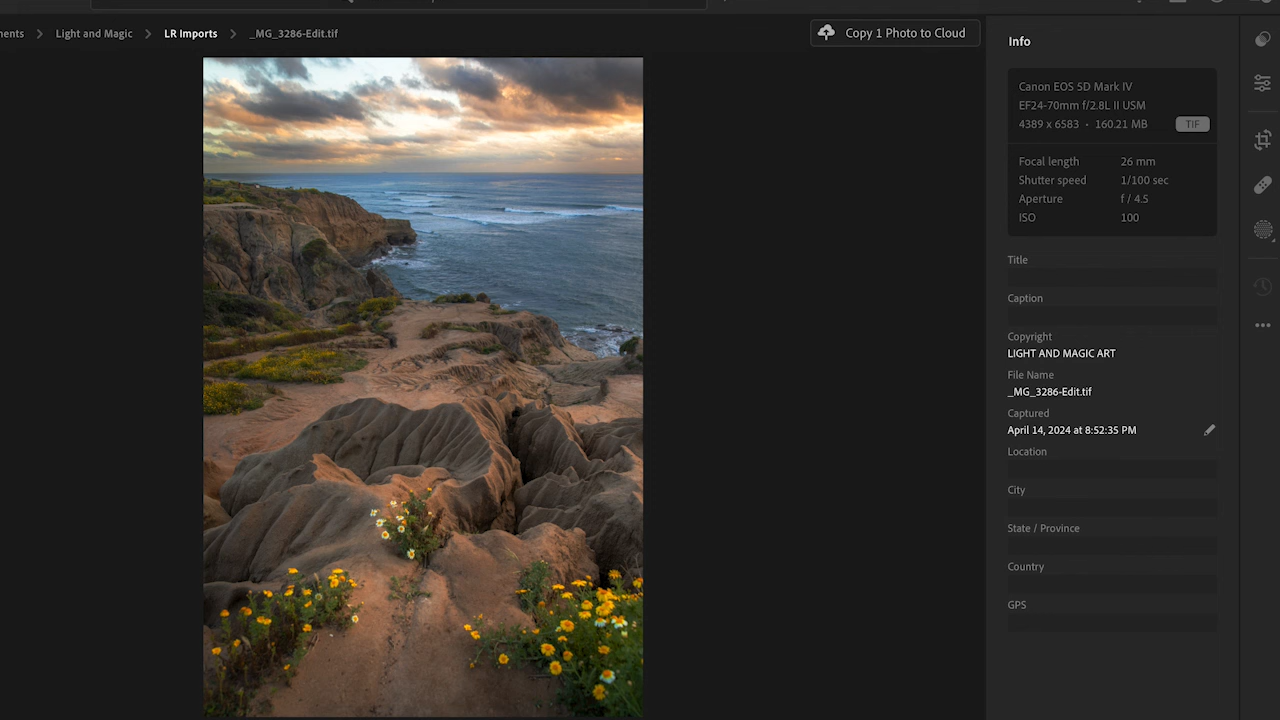 ents > Light and Magic > LR Imports > _MG_3286-Edit.tif
Copy 1 Photo to Cloud
Info
Canon EOS 5D Mark IV
EF24-70mm f/2.8L II USM
4389 x 6583 · 160.21 MB TIF
Focal length 26 mm
Shutter speed 1/100 sec
Aperture f / 4.5
ISO 100
Title
Caption
Copyright
LIGHT AND MAGIC ART
File Name
_MG_3286-Edit.tif
Captured
April 14, 2024 at 8:52:35 PM
Location
City
State / Province
Country
GPS